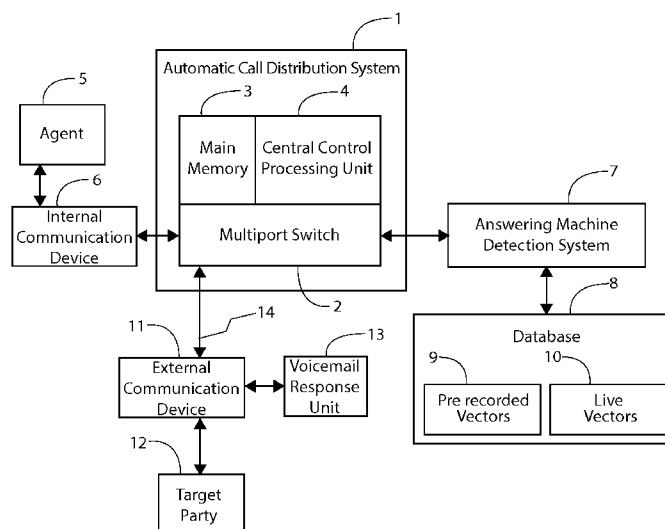 1
Automatic Call Distribution System
5
3
4
Agent
Main
Memory
Central Control
Processing Unit
6
7
Internal
Communication
Device
Multiport Switch
Answering Machine
Detection System
2
8
14
11
13
Database
External
Communication
Device
Voicemail
Response
Unit
9
10
Pre recorded
Vectors
Live
Vectors
12
Target
Party